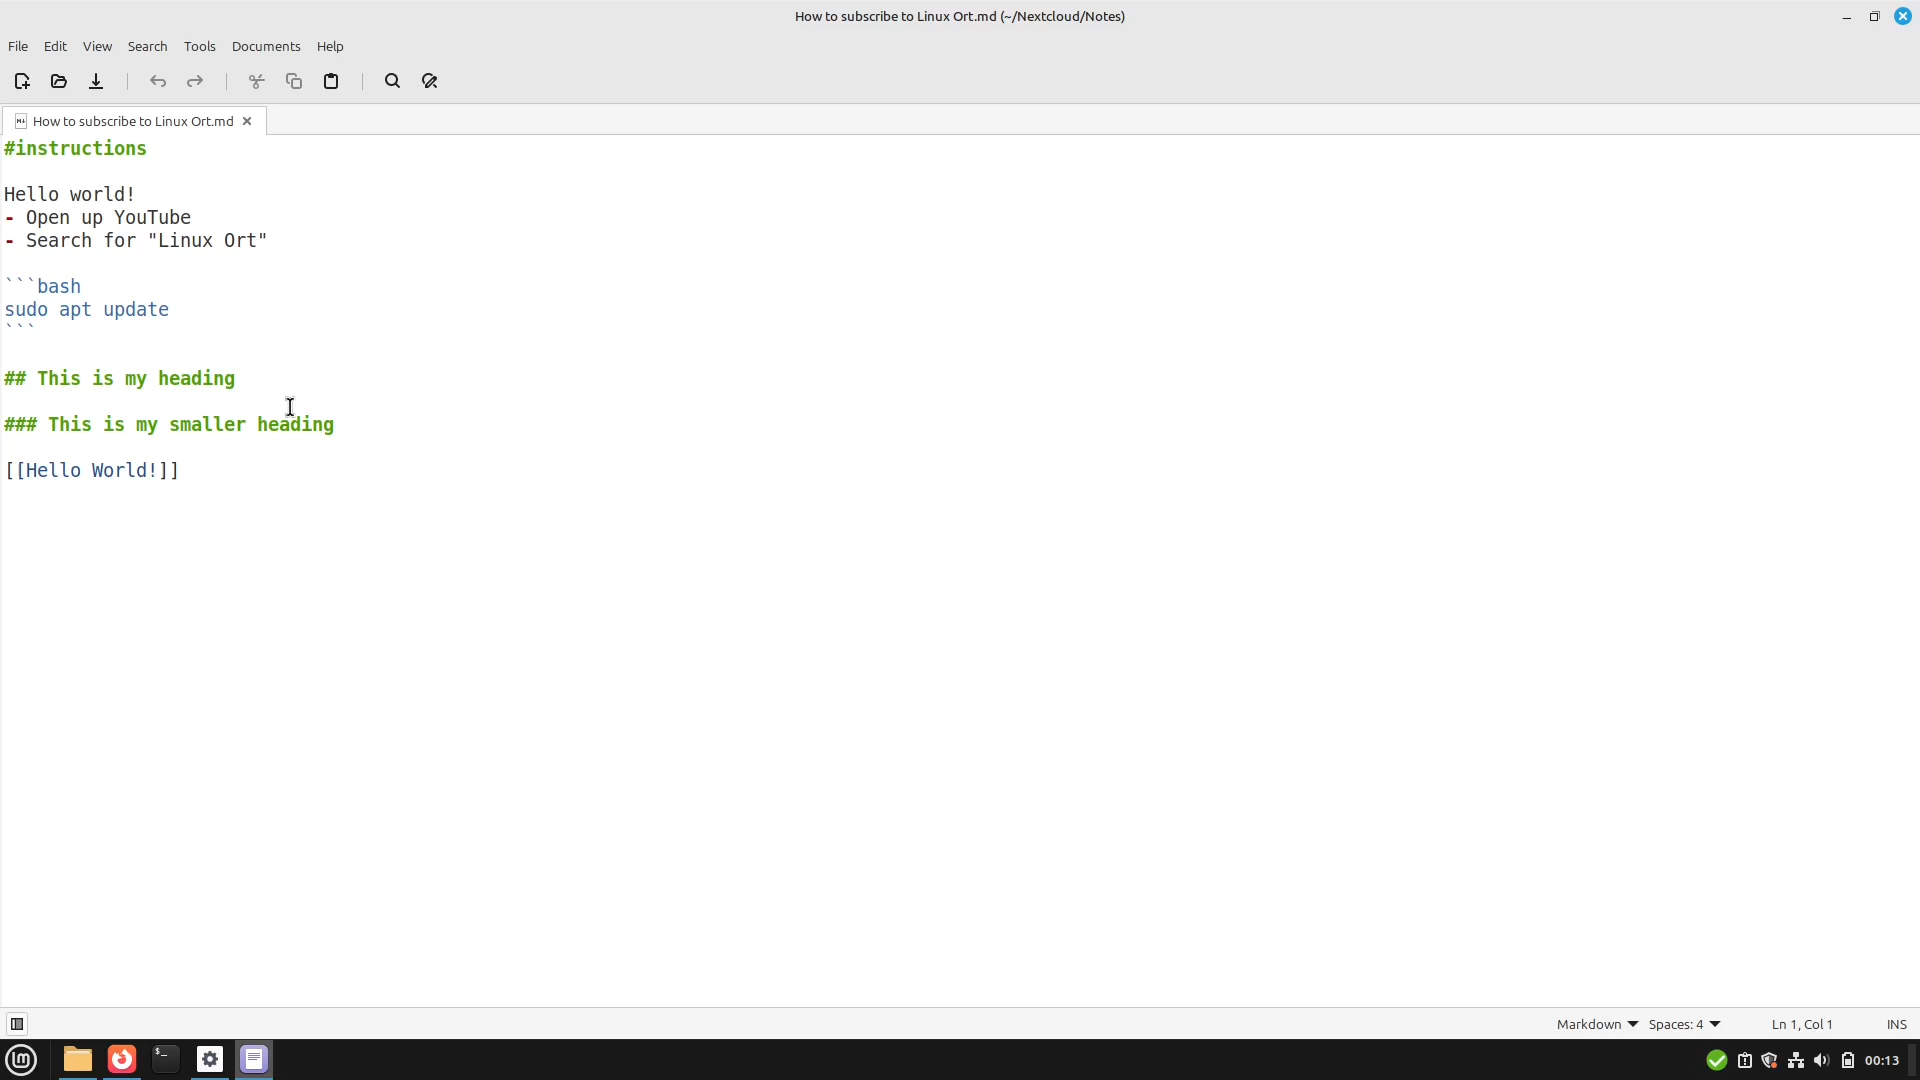 How to subscribe to Linux Ort.md (~/Nextcloud/Notes)
File Edit View Search Tools Documents Help
How to subscribe to Linux Ort.md
#instructions
Hello world!
- Open up YouTube
- Search for "Linux Ort"
```bash
sudo apt update
```
## This is my heading
### This is my smaller heading
[[Hello World!]]
Markdown Spaces: 4 Ln 1, Col 1 INS
00:13